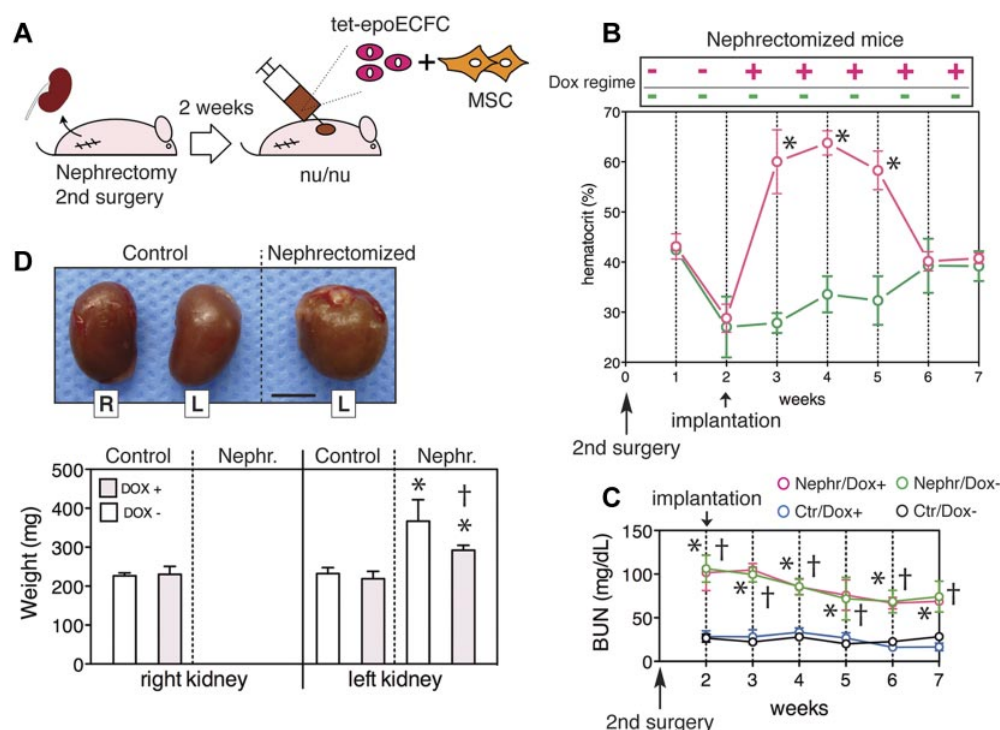 A
tet-epoECFC
2 weeks
+
MSC
Nephrectomy
2nd surgery
nu/nu
B
Nephrectomized mice
Dox regime
- - + + + + +
- - - - - - -
hematocrit (%)
70
60
50
40
30
20
* * *
0 1 2 3 4 5 6 7
weeks
implantation
2nd surgery
D
Control Nephrectomized
R L L
Control Nephr. Control Nephr.
Weight (mg)
500
400
300
200
100
0
DOX +
DOX -
*
†
*
right kidney left kidney
C
implantation
Nephr/Dox+ Nephr/Dox-
Ctr/Dox+ Ctr/Dox-
BUN (mg/dL)
150
100
50
0
* † * † * † * † * † * †
2 3 4 5 6 7
weeks
2nd surgery